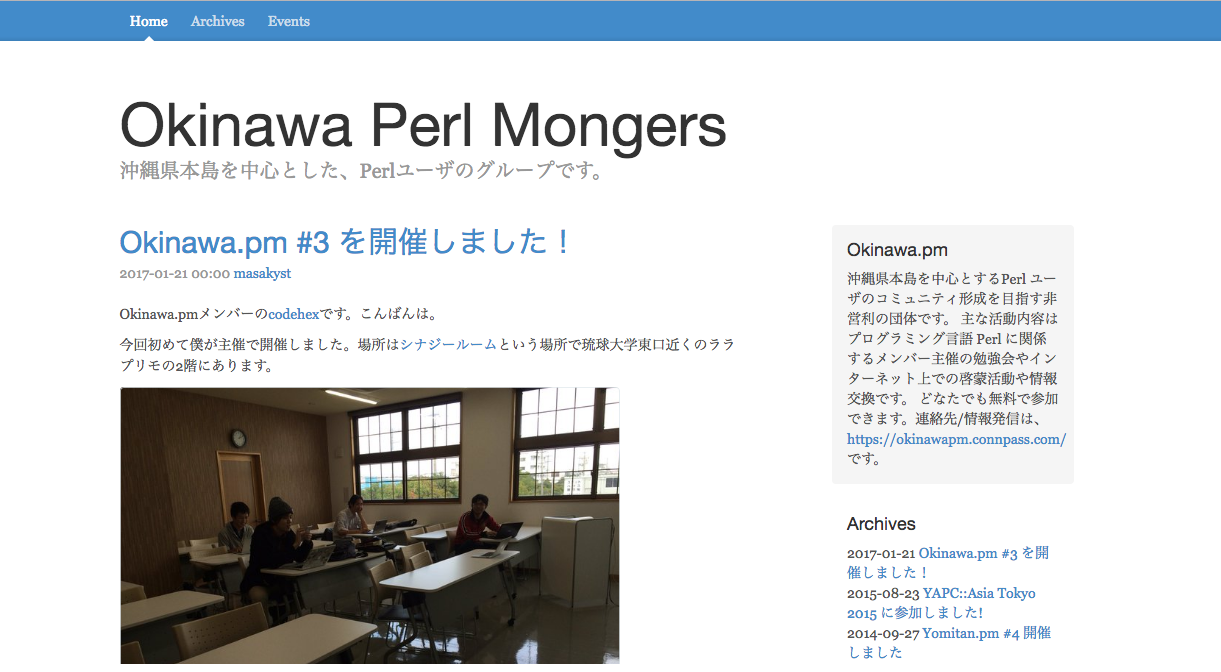 Home Archives Events
Okinawa Perl Mongers
沖縄県本島を中心とした、Perlユーザのグループです。
Okinawa.pm #3 を開催しました！
2017-01-21 00:00 masakyst
Okinawa.pmメンバーのcodehexです。こんばんは。
今回初めて僕が主催で開催しました。場所はシナジールームという場所で琉球大学東口近くのララ
プリモの2階にあります。
Okinawa.pm
沖縄県本島を中心とするPerl ユー
ザのコミュニティ形成を目指す非
営利の団体です。 主な活動内容は
プログラミング言語 Perl に関係
するメンバー主催の勉強会やイン
ターネット上での啓蒙活動や情報
交換です。 どなたでも無料で参加
できます。連絡先/情報発信は、
https://okinawapm.connpass.com/
です。
Archives
2017-01-21 Okinawa.pm #3 を開
催しました！
2015-08-23 YAPC::Asia Tokyo
2015 に参加しました!
2014-09-27 Yomitan.pm #4 開催
しました